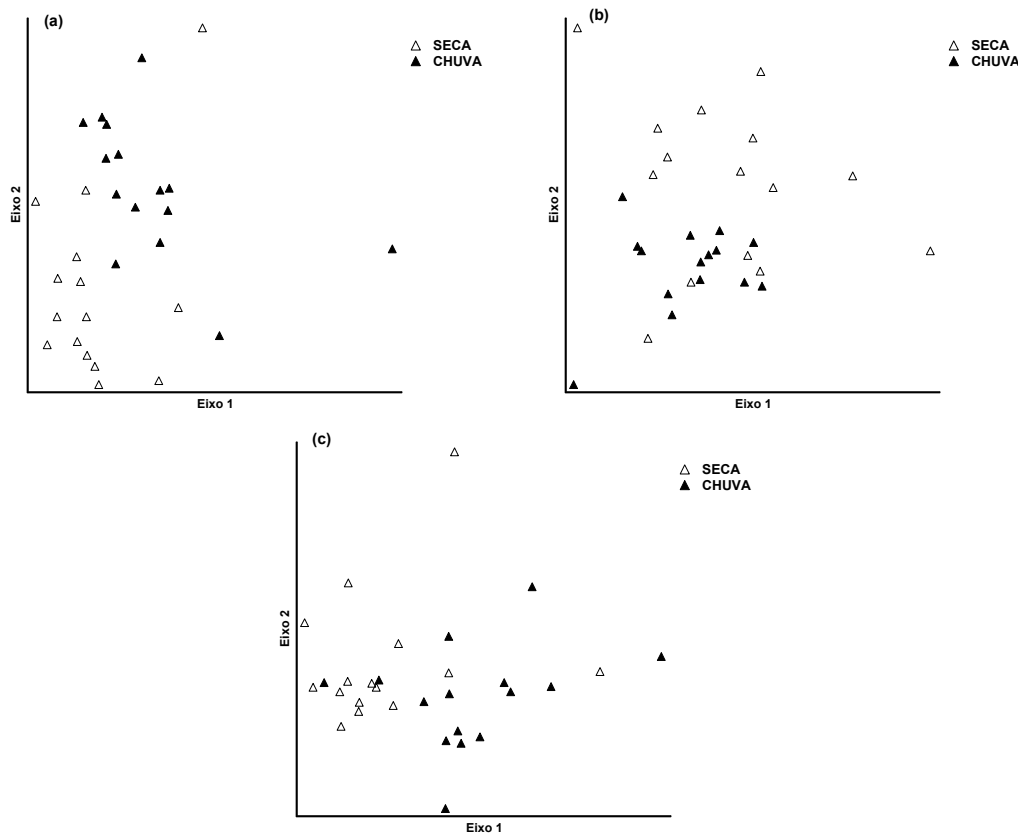 (a)
SECA
CHUVA
Eixo 2
Eixo 1
(b)
SECA
CHUVA
Eixo 2
Eixo 1
(c)
SECA
CHUVA
Eixo 2
Eixo 1